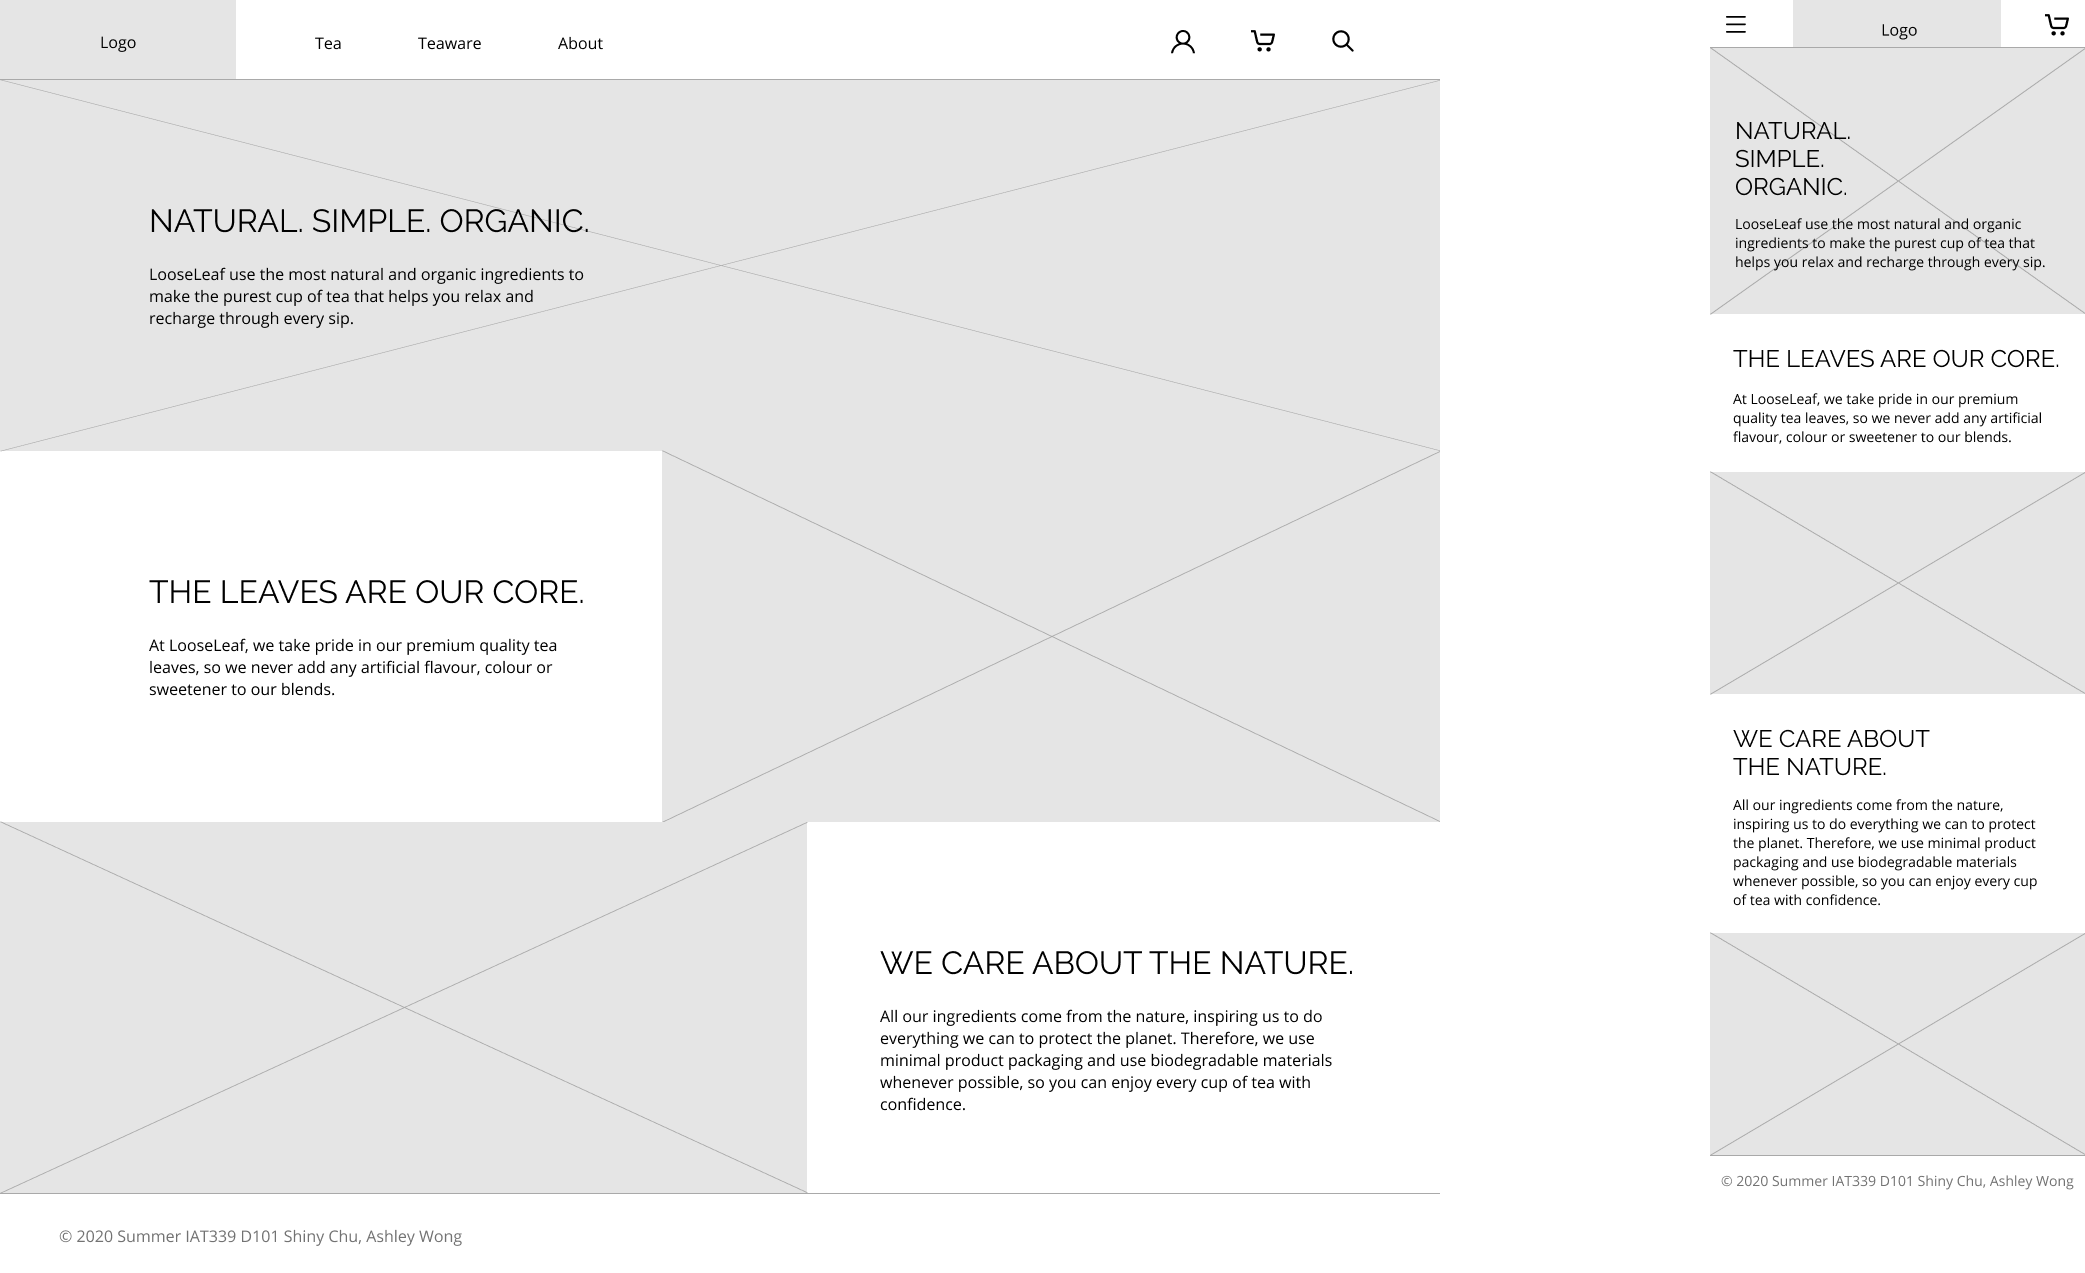 Logo
Tea
Teaware
About
NATURAL. SIMPLE. ORGANIC.
LooseLeaf use the most natural and organic ingredients to
make the purest cup of tea that helps you relax and
recharge through every sip.
THE LEAVES ARE OUR CORE.
At LooseLeaf, we take pride in our premium quality tea
leaves, so we never add any artificial flavour, colour or
sweetener to our blends.
WE CARE ABOUT THE NATURE.
All our ingredients come from the nature, inspiring us to do
everything we can to protect the planet. Therefore, we use
minimal product packaging and use biodegradable materials
whenever possible, so you can enjoy every cup of tea with
confidence.
© 2020 Summer IAT339 D101 Shiny Chu, Ashley Wong
Logo
NATURAL.
SIMPLE.
ORGANIC.
LooseLeaf use the most natural and organic
ingredients to make the purest cup of tea that
helps you relax and recharge through every sip.
THE LEAVES ARE OUR CORE.
At LooseLeaf, we take pride in our premium
quality tea leaves, so we never add any artificial
flavour, colour or sweetener to our blends.
WE CARE ABOUT
THE NATURE.
All our ingredients come from the nature,
inspiring us to do everything we can to protect
the planet. Therefore, we use minimal product
packaging and use biodegradable materials
whenever possible, so you can enjoy every cup
of tea with confidence.
© 2020 Summer IAT339 D101 Shiny Chu, Ashley Wong